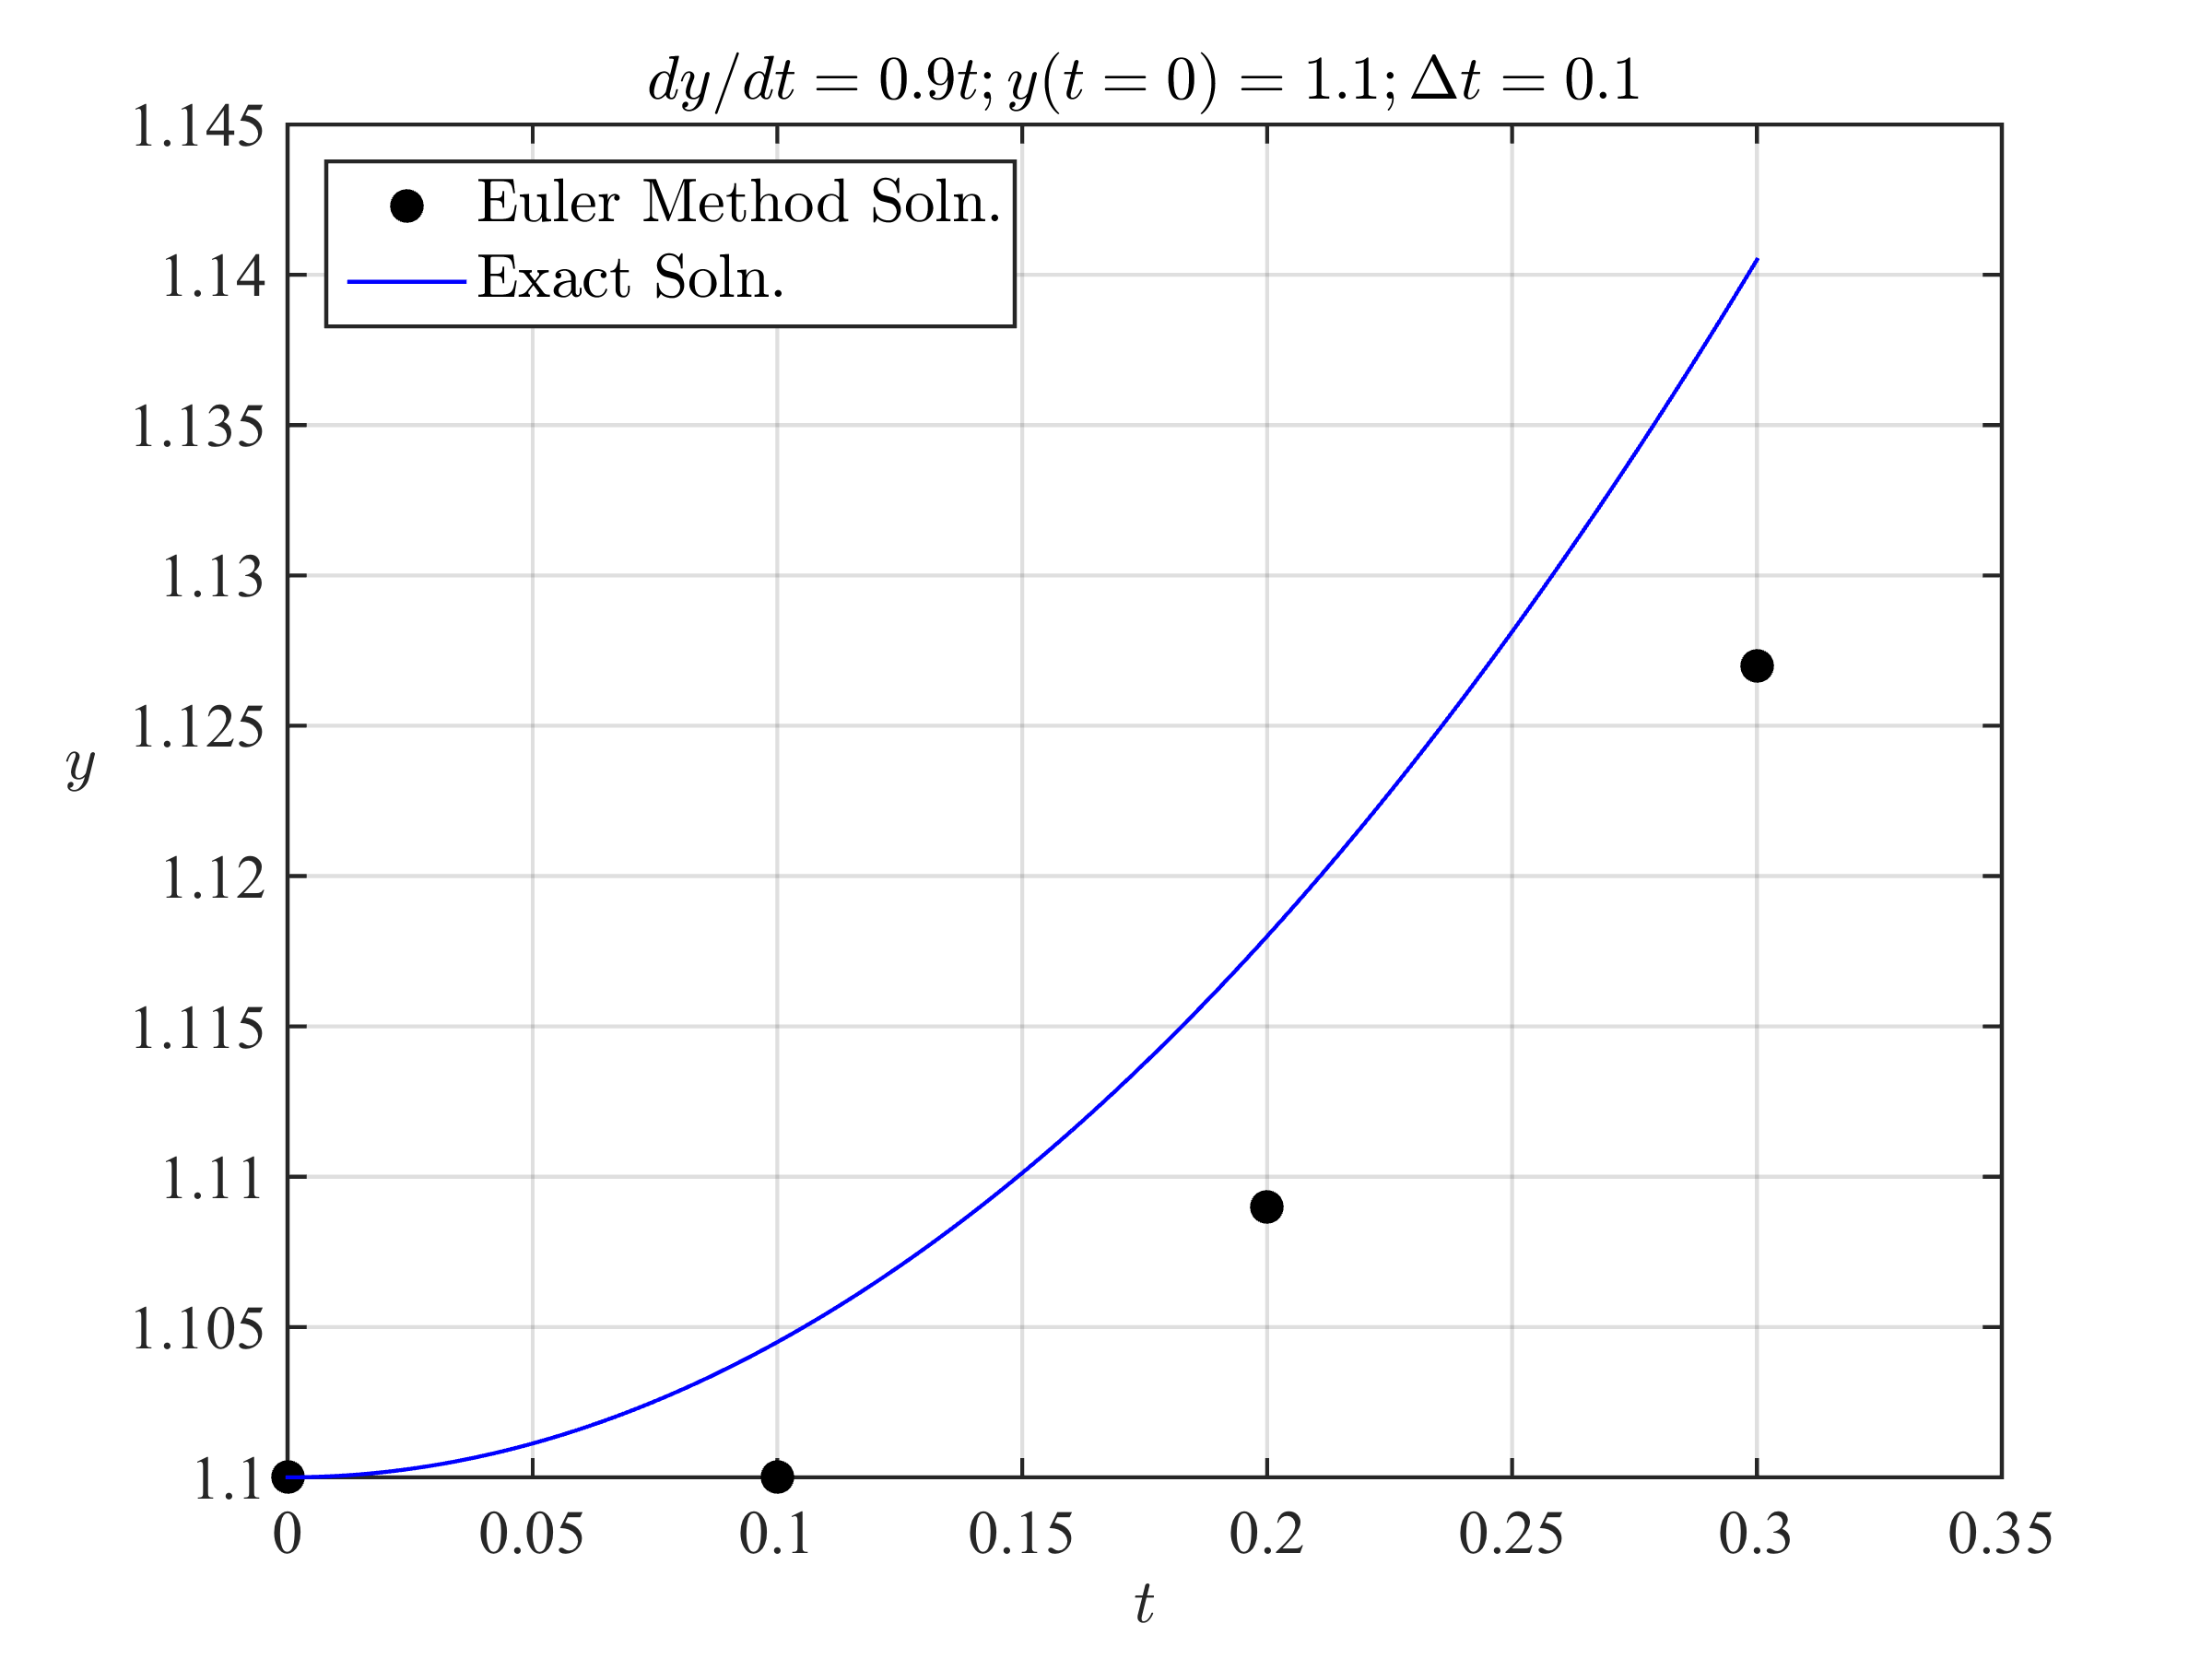 dy/dt = 0.9t; y(t = 0) = 1.1; Δt = 0.1
Euler Method Soln.
Exact Soln.
1.145
1.14
1.135
1.13
1.125
1.12
1.115
1.11
1.105
1.1
y
0 0.05 0.1 0.15 0.2 0.25 0.3 0.35
t